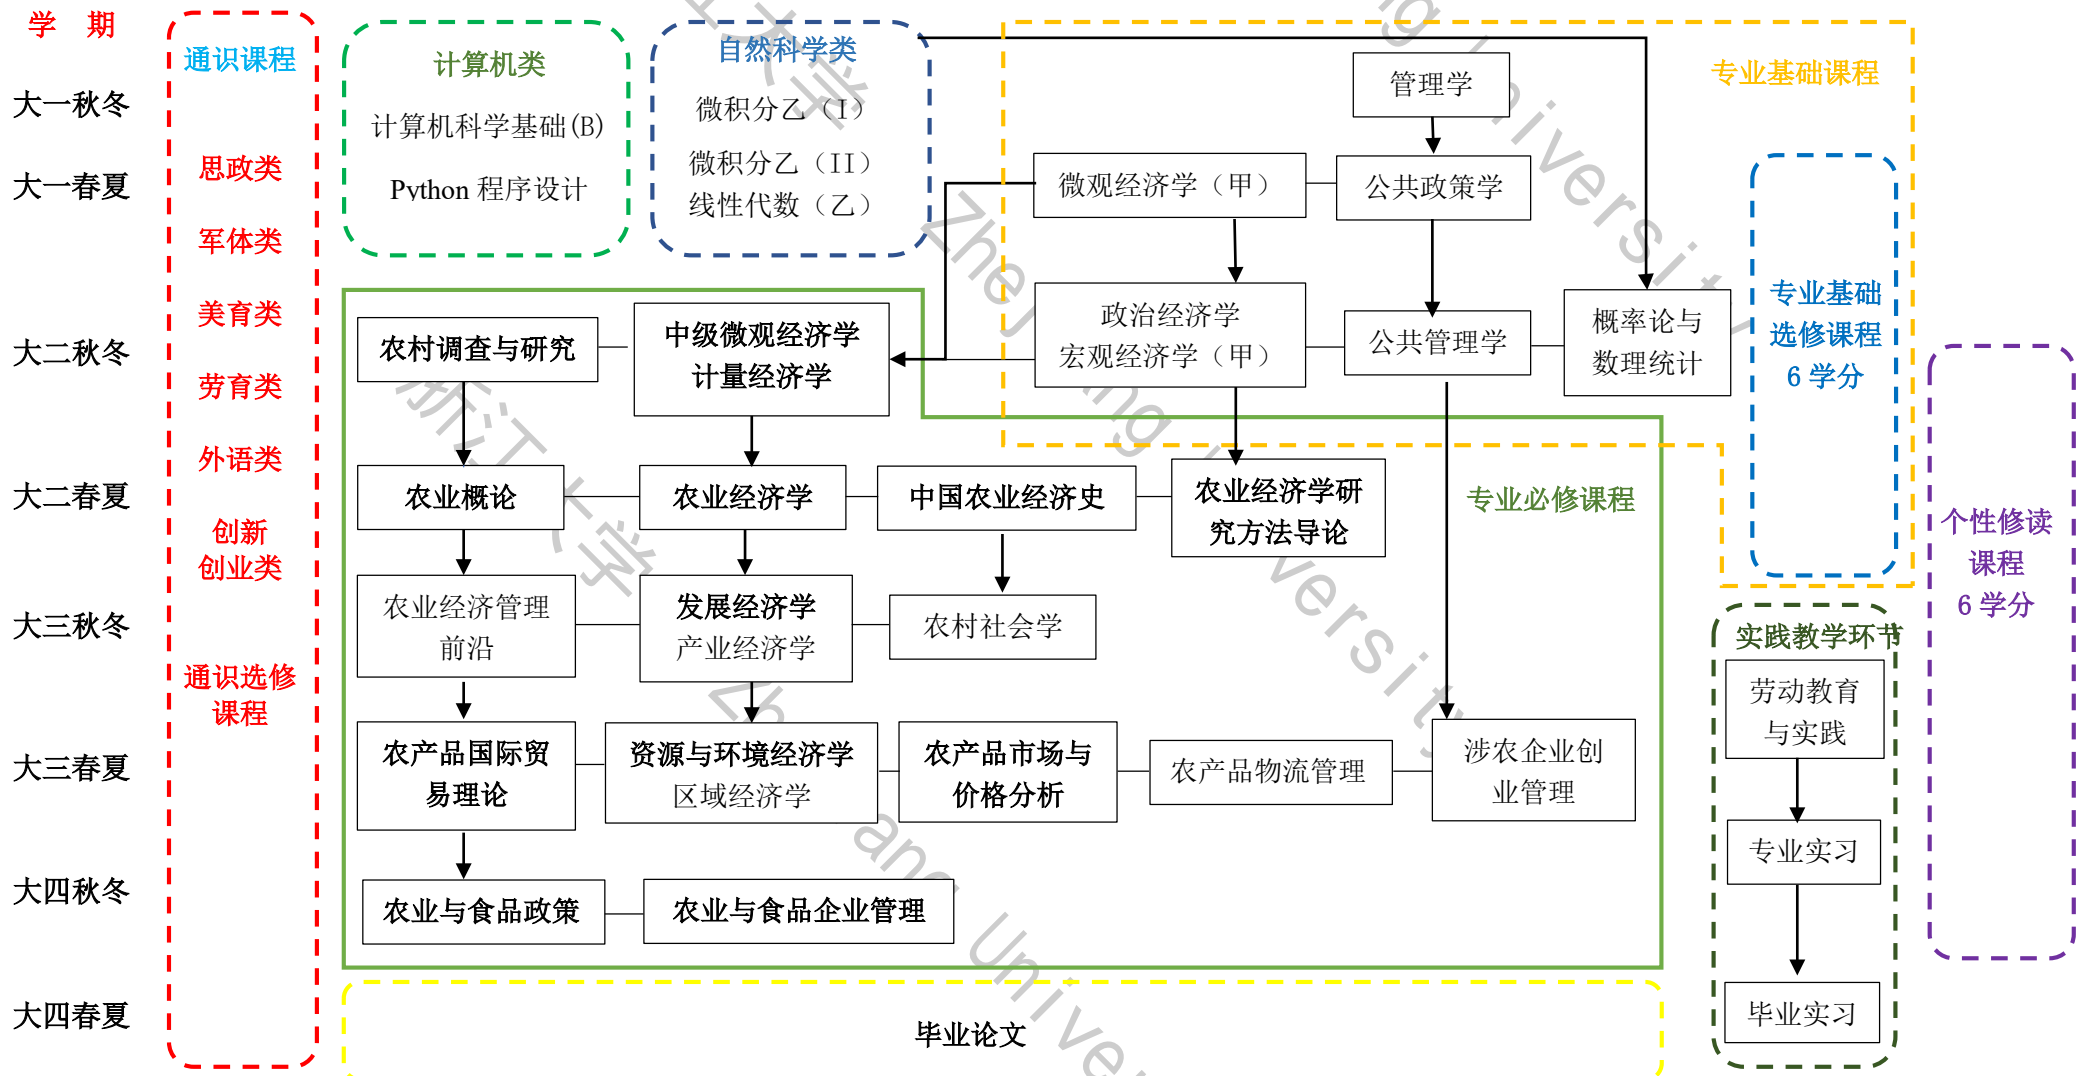 学 期
大一秋冬
大一春夏
大二秋冬
大二春夏
大三秋冬
大三春夏
大四秋冬
大四春夏
通识课程
思政类
军体类
美育类
劳育类
外语类
创新
创业类
通识选修
课程
计算机类
计算机科学基础(B)
Python 程序设计
自然科学类
微积分乙（I）
微积分乙（II）
线性代数（乙）
专业基础课程
管理学
微观经济学（甲）
公共政策学
政治经济学
宏观经济学（甲）
公共管理学
概率论与
数理统计
专业基础
选修课程
6 学分
个性修读
课程
6 学分
农村调查与研究
中级微观经济学
计量经济学
专业必修课程
农业概论
农业经济学
中国农业经济史
农业经济学研
究方法导论
农业经济管理
前沿
发展经济学
产业经济学
农村社会学
农产品国际贸
易理论
资源与环境经济学
区域经济学
农产品市场与
价格分析
农产品物流管理
涉农企业创
业管理
农业与食品政策
农业与食品企业管理
实践教学环节
劳动教育
与实践
专业实习
毕业实习
毕业论文
浙江大学 Zhejiang University